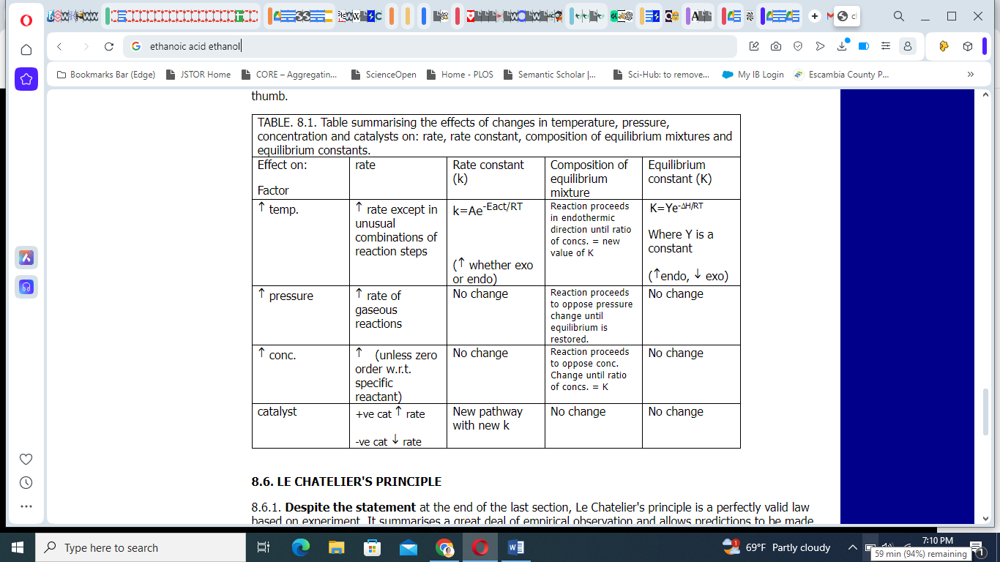 ethanoic acid ethanol
Bookmarks Bar (Edge)
JSTOR Home
CORE – Aggregatin...
ScienceOpen
Home - PLOS
Semantic Scholar |...
Sci-Hub: to remove...
My IB Login
Escambia County P...
thumb.
TABLE. 8.1. Table summarising the effects of changes in temperature, pressure,
concentration and catalysts on: rate, rate constant, composition of equilibrium mixtures and
equilibrium constants.
Effect on:
Factor
rate
Rate constant
(k)
Composition of
equilibrium
mixture
Equilibrium
constant (K)
↑ temp.
↑ rate except in
unusual
combinations of
reaction steps
k=Ae-Eact/RT
(↑ whether exo
or endo)
Reaction proceeds
in endothermic
direction until ratio
of concs. = new
value of K
K=Ye-ΔH/RT
Where Y is a
constant
(↑endo, ↓ exo)
↑ pressure
↑ rate of
gaseous
reactions
No change
Reaction proceeds
to oppose pressure
change until
equilibrium is
restored.
No change
↑ conc.
↑ (unless zero
order w.r.t.
specific
reactant)
No change
Reaction proceeds
to oppose conc.
Change until ratio
of concs. = K
No change
catalyst
+ve cat ↑ rate
-ve cat ↓ rate
New pathway
with new k
No change
No change
8.6. LE CHATELIER'S PRINCIPLE
8.6.1. Despite the statement at the end of the last section, Le Chatelier's principle is a perfectly valid law
based on experiment. It summarises a great deal of empirical observation and allows predictions to be made
Type here to search
1
69°F Partly cloudy
7:10 PM
59 min (94%) remaining
1